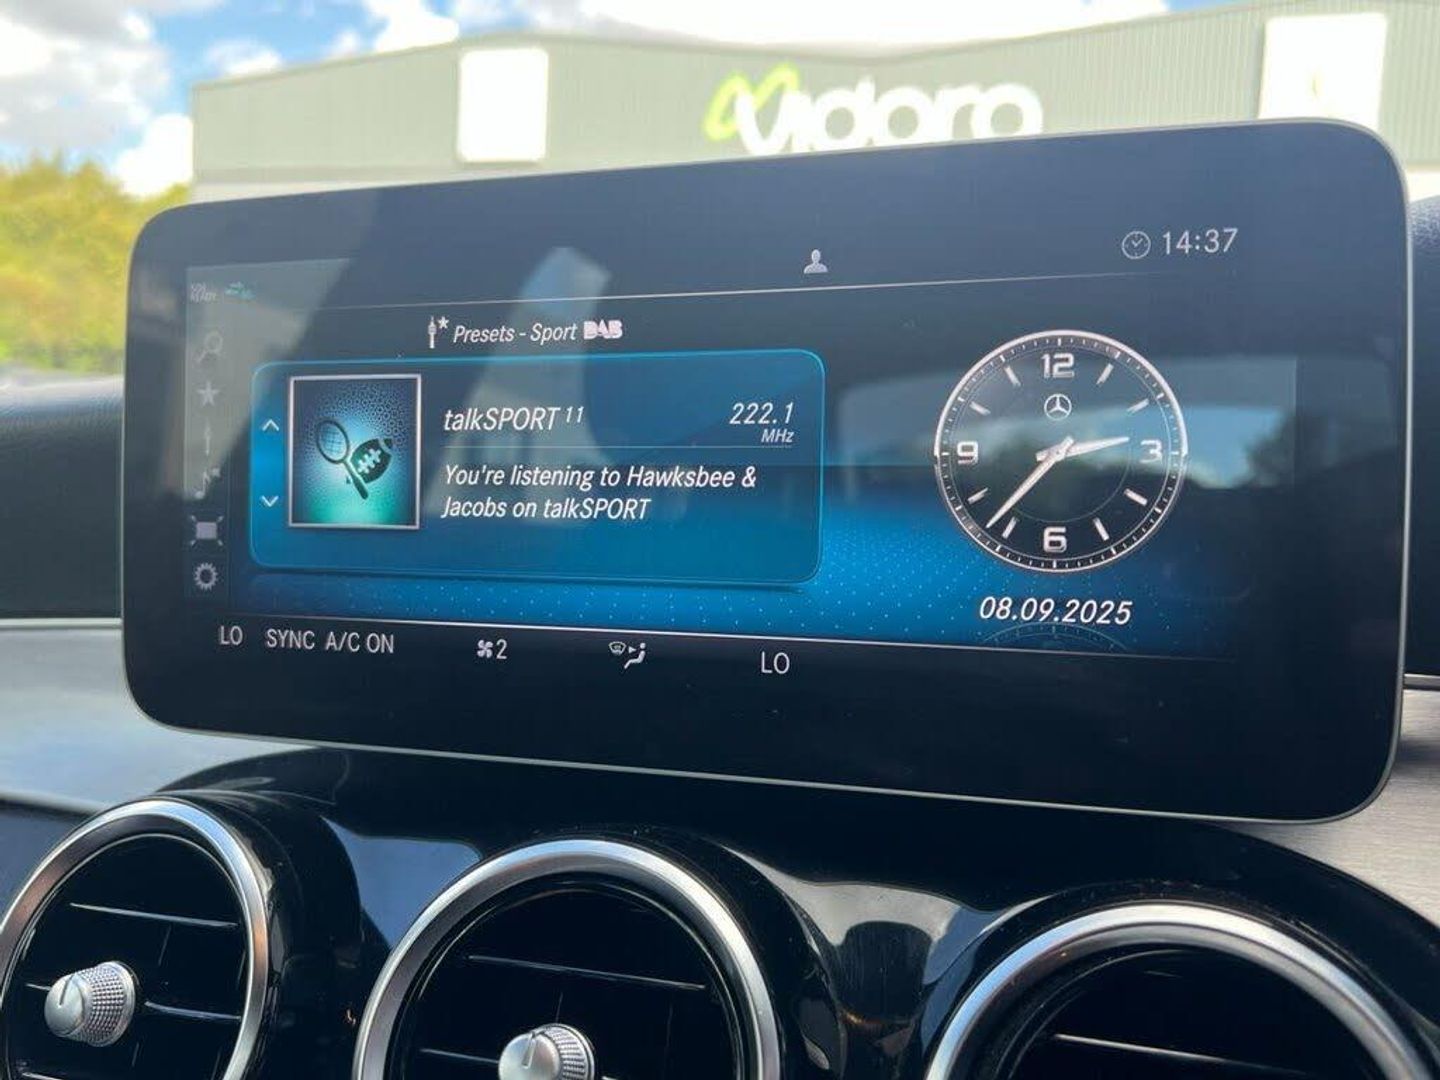 Vidoro
14:37
Presets - Sport DAB
talkSPORT 11
222.1
MHz
You're listening to Hawksbee &
Jacobs on talkSPORT
12
3
6
9
08.09.2025
LO SYNC A/C ON 2 LO